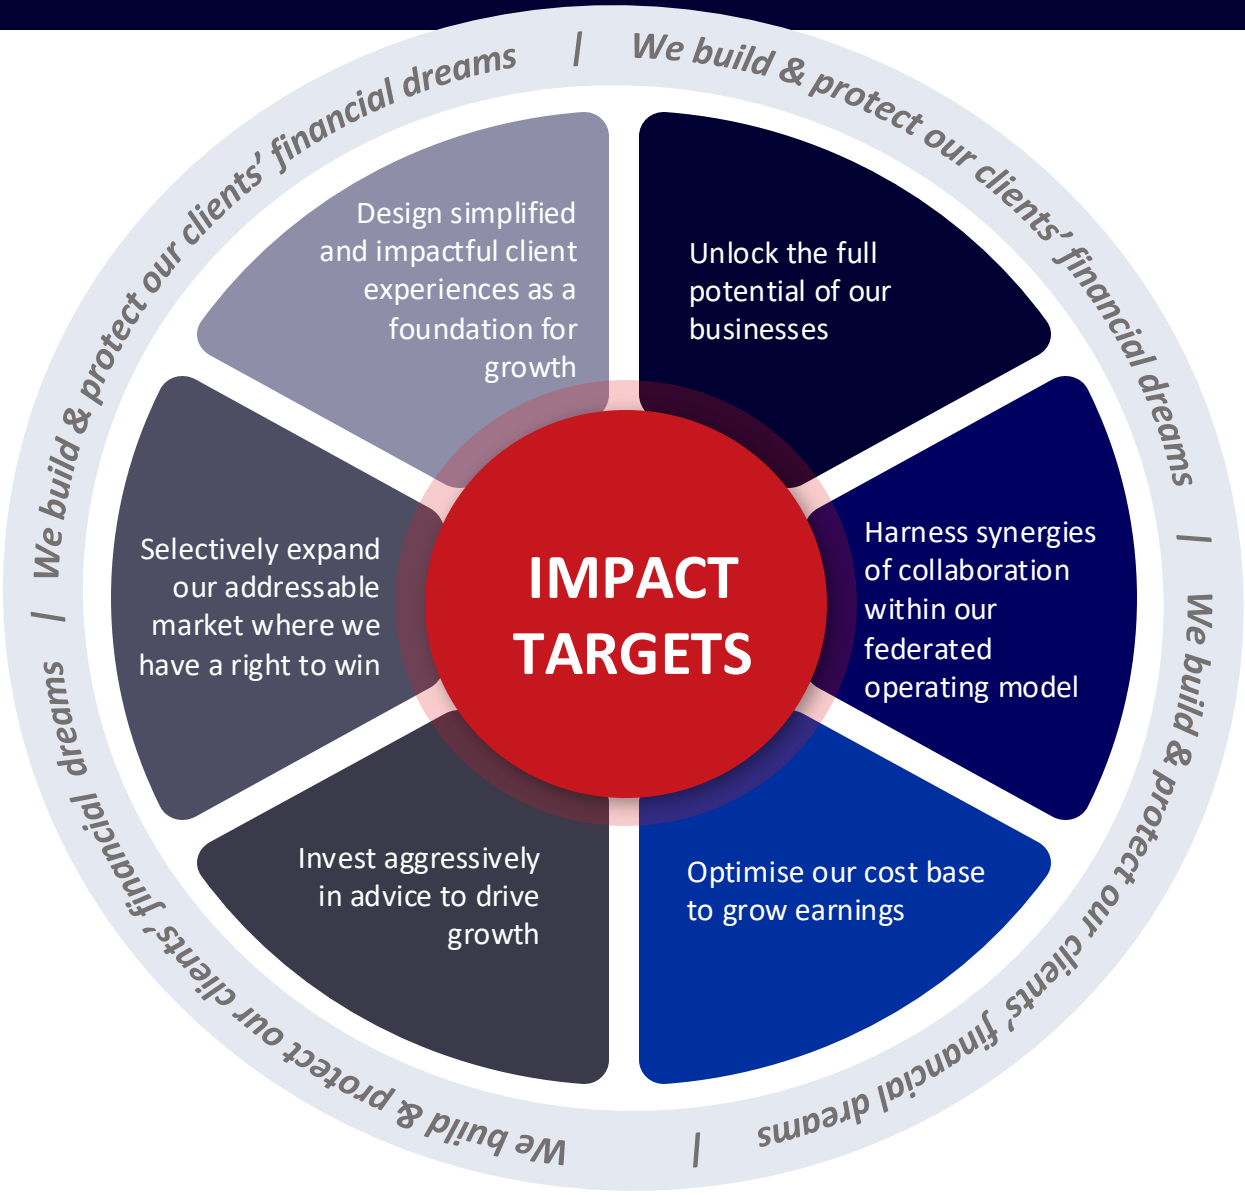 We build & protect our clients’ financial dreams | We build & protect our clients’ financial dreams | We build & protect our clients’ financial dreams | We build & protect our clients’ financial dreams |
Design simplified
and impactful client
experiences as a
foundation for
growth
Unlock the full
potential of our
businesses
Selectively expand
our addressable
market where we
have a right to win
IMPACT
TARGETS
Harness synergies
of collaboration
within our
federated
operating model
Invest aggressively
in advice to drive
growth
Optimise our cost base
to grow earnings